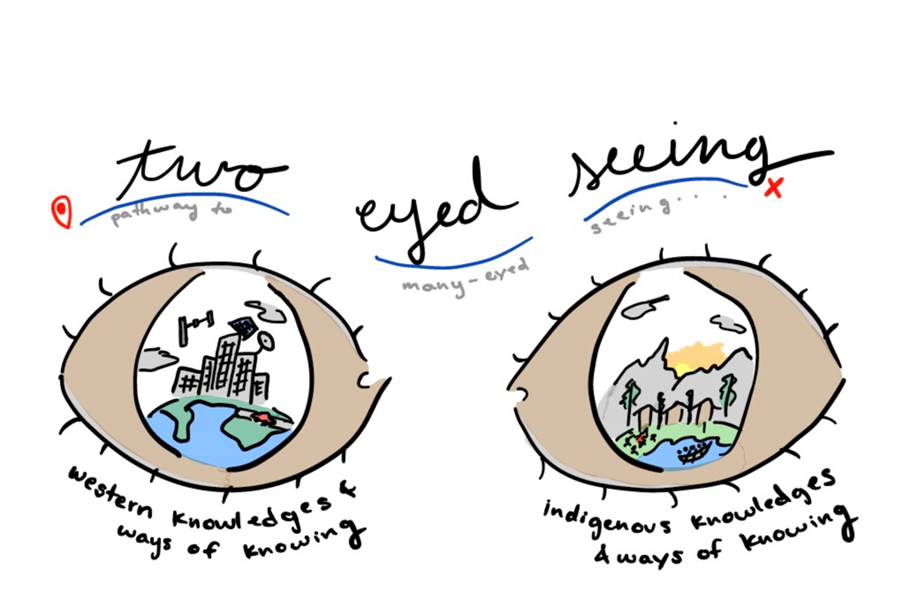 two eyed seeing
pathway to many-eyed seeing....
western knowledges &
ways of knowing
indigenous knowledges
& ways of knowing